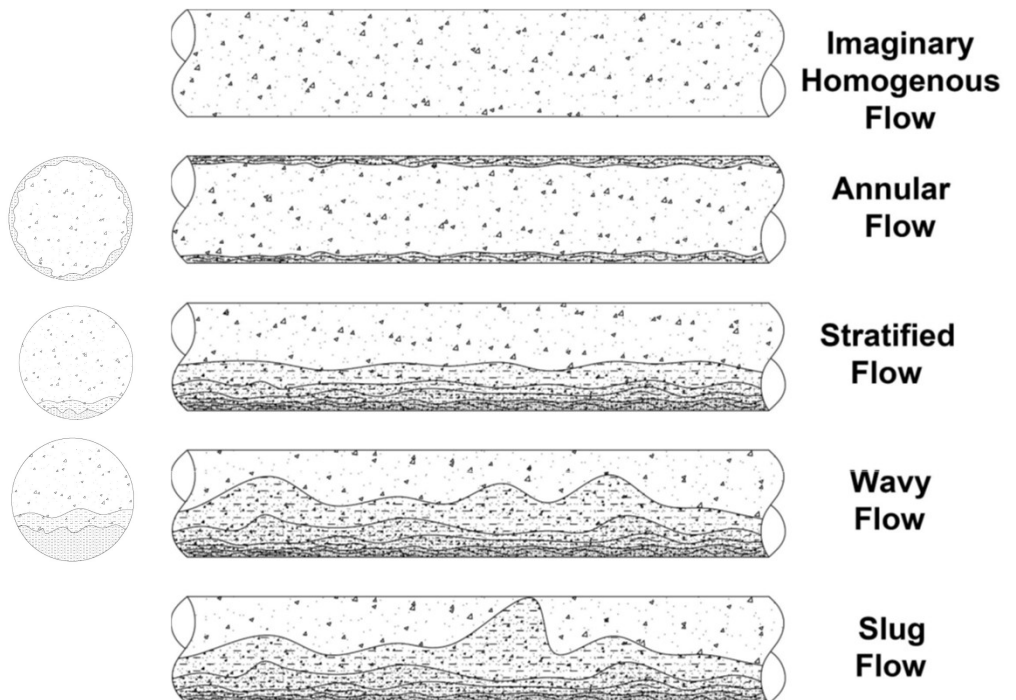 Imaginary
Homogenous
Flow
Annular
Flow
Stratified
Flow
Wavy
Flow
Slug
Flow